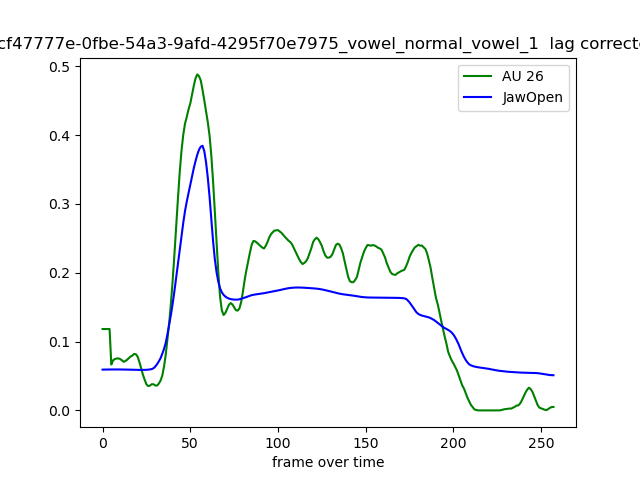 cf47777e-0fbe-54a3-9afd-4295f70e7975_vowel_normal_vowel_1 lag correcte
AU 26
JawOpen
0.5
0.4
0.3
0.2
0.1
0.0
0 50 100 150 200 250
frame over time